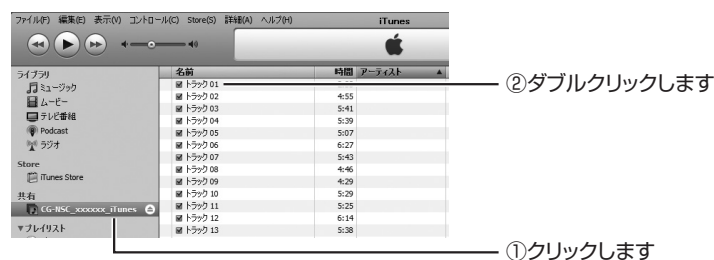 ファイル(F) 編集(E) 表示(V) コントロール(C) Store(S) 詳細(A) ヘルプ(H) iTunes
ライブラリ
ミュージック
ムービー
テレビ番組
Podcast
ラジオ
Store
iTunes Store
共有
CG-NSC_xxxxxx_iTunes
▼プレイリスト
名前 時間 アーティスト ▲
トラック 01
トラック 02 4:55
トラック 03 5:41
トラック 04 5:39
トラック 05 5:07
トラック 06 6:27
トラック 07 5:43
トラック 08 4:46
トラック 09 4:29
トラック 10 5:29
トラック 11 5:25
トラック 12 6:14
トラック 13 5:38
②ダブルクリックします
①クリックします